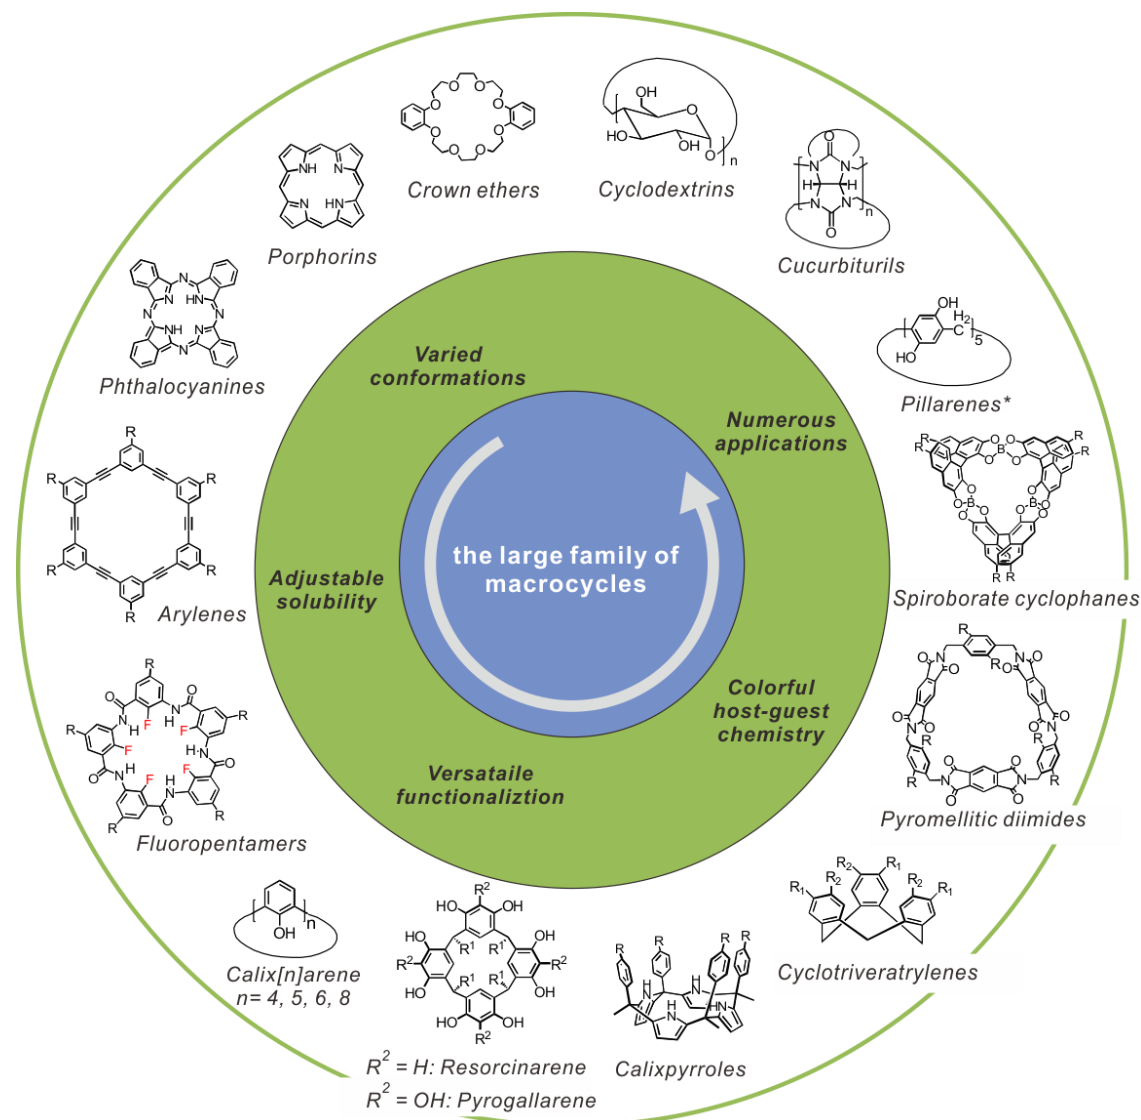 Crown ethers
Cyclodextrins
Cucurbiturils
Porphorins
Phthalocyanines
Pillarenes*
Arylenes
Spiroborate cyclophanes
Fluoropentamers
Pyromellitic diimides
Calix[n]arene
n= 4, 5, 6, 8
R² = H: Resorcinarene
R² = OH: Pyrogallarene
Calixpyrroles
Cyclotriveratrylenes
Varied
conformations
Numerous
applications
Adjustable
solubility
Colorful
host-guest
chemistry
Versataile
functionaliztion
the large family of
macrocycles